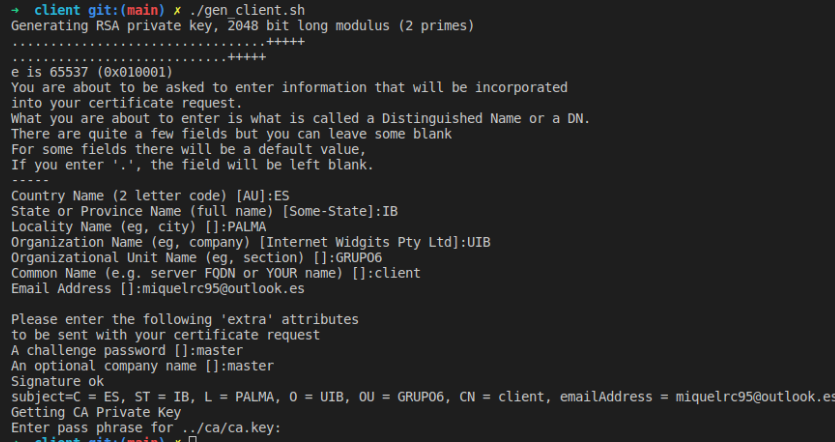 → client git:(main) ✗ ./gen_client.sh
Generating RSA private key, 2048 bit long modulus (2 primes)
.................................+++++
............................+++++
e is 65537 (0x010001)
You are about to be asked to enter information that will be incorporated
into your certificate request.
What you are about to enter is what is called a Distinguished Name or a DN.
There are quite a few fields but you can leave some blank
For some fields there will be a default value,
If you enter '.', the field will be left blank.
-----
Country Name (2 letter code) [AU]:ES
State or Province Name (full name) [Some-State]:IB
Locality Name (eg, city) []:PALMA
Organization Name (eg, company) [Internet Widgits Pty Ltd]:UIB
Organizational Unit Name (eg, section) []:GRUPO6
Common Name (e.g. server FQDN or YOUR name) []:client
Email Address []:miquelrc95@outlook.es
Please enter the following 'extra' attributes
to be sent with your certificate request
A challenge password []:master
An optional company name []:master
Signature ok
subject=C = ES, ST = IB, L = PALMA, O = UIB, OU = GRUPO6, CN = client, emailAddress = miquelrc95@outlook.es
Getting CA Private Key
Enter pass phrase for ../ca/ca.key:
→ client git:(main) ✗